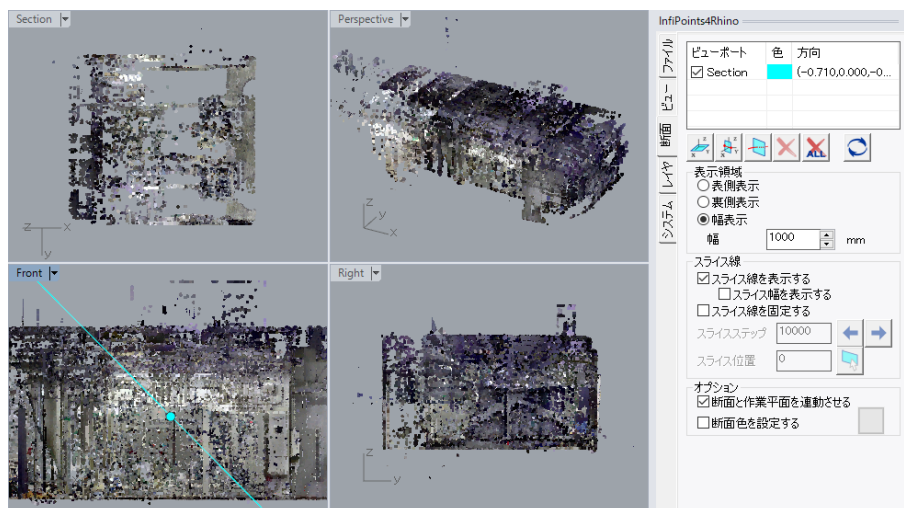 Section
Perspective
z
x
y
z
y
x
Front
Right
z
y
InfiPoints4Rhino
ファイル
ビュー
断面
レイヤ
システム
ビューポート 色 方向
Section (-0.710,0.000,-0...
ALL
表示領域
表側表示
裏側表示
幅表示
幅 1000 mm
スライス線
スライス線を表示する
スライス幅を表示する
スライス線を固定する
スライスステップ 10000
スライス位置 0
オプション
断面と作業平面を連動させる
断面色を設定する